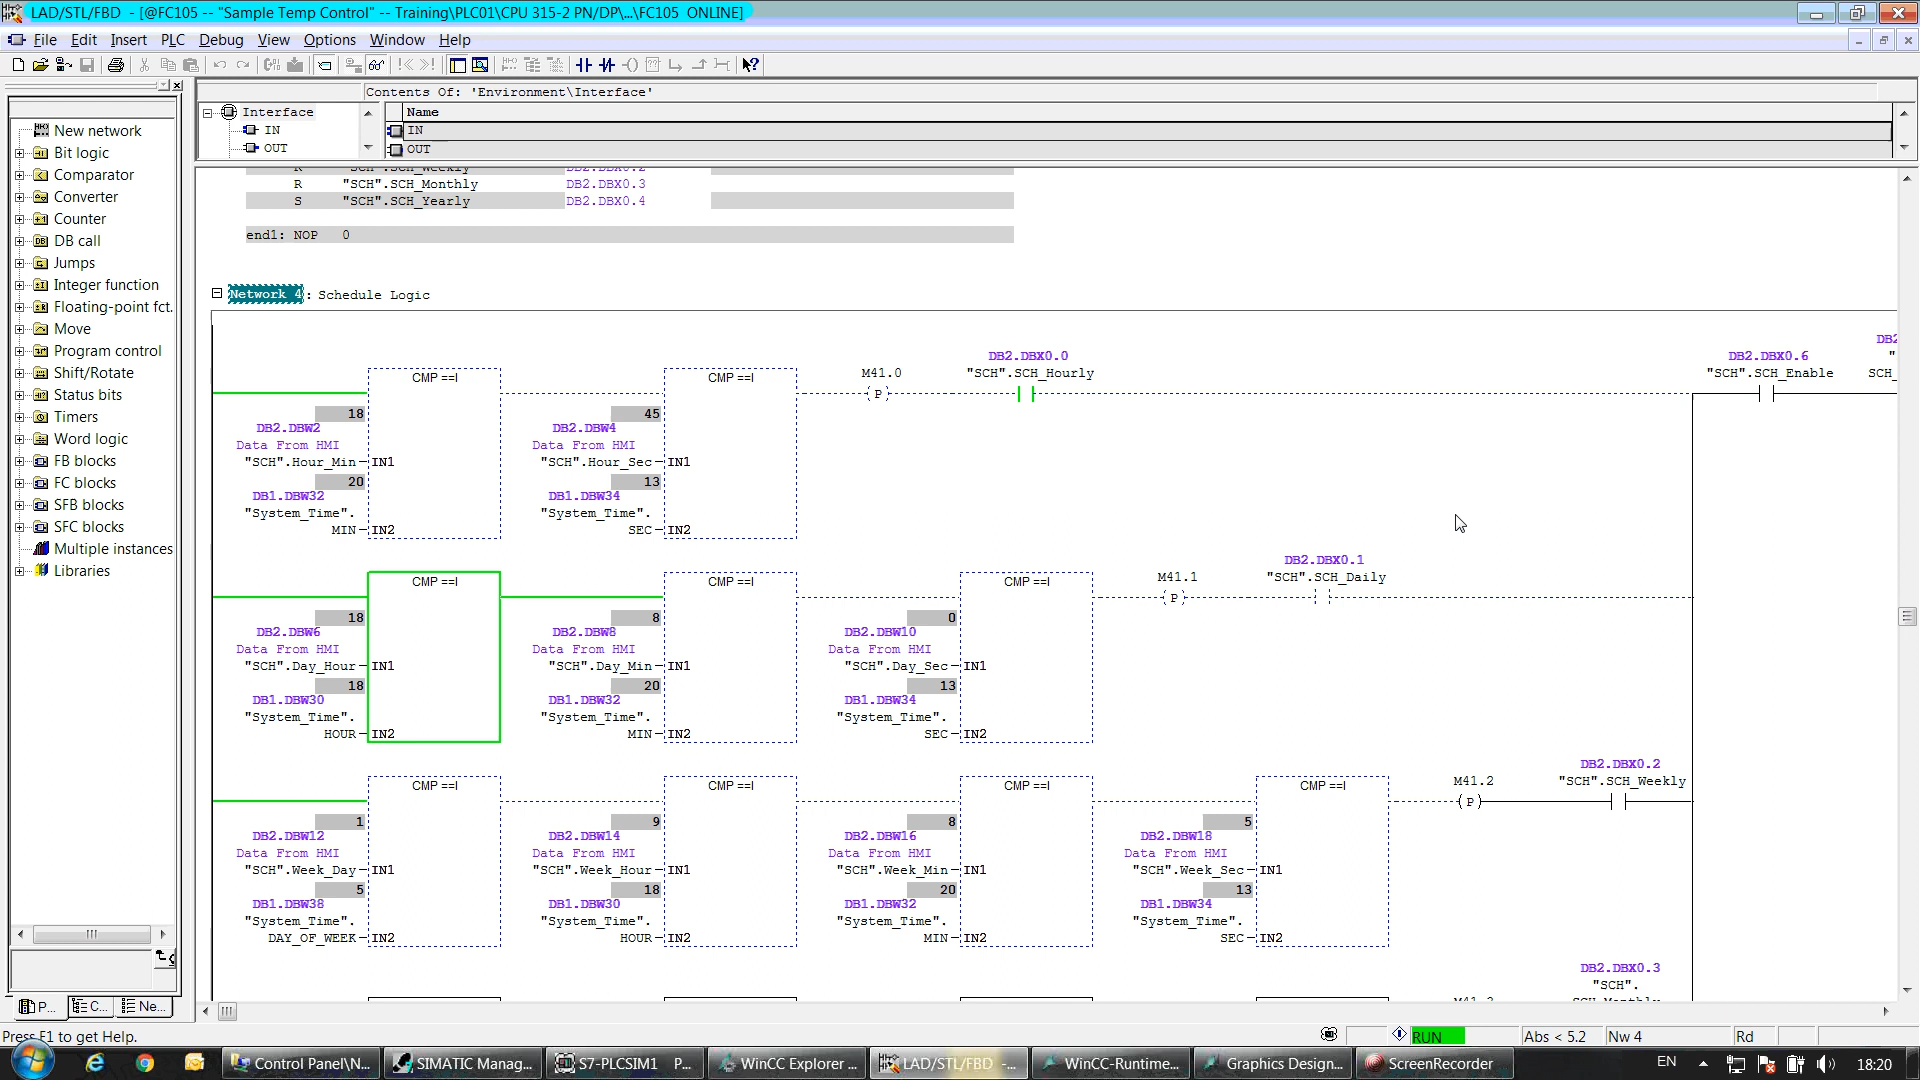 LAD/STL/FBD - [@FC105 -- "Sample Temp Control" -- Training\PLC01\CPU 315-2 PN/DP\...\FC105 ONLINE]
File Edit Insert PLC Debug View Options Window Help
Contents Of: 'Environment\Interface'
Interface
IN
OUT
Name
IN
OUT
New network
Bit logic
Comparator
Converter
Counter
DB call
Jumps
Integer function
Floating-point fct.
Move
Program control
Shift/Rotate
Status bits
Timers
Word logic
FB blocks
FC blocks
SFB blocks
SFC blocks
Multiple instances
Libraries
P... C... Ne...
R "SCH".SCH_Weekly DB2.DBX0.2
R "SCH".SCH_Monthly DB2.DBX0.3
S "SCH".SCH_Yearly DB2.DBX0.4
end1: NOP 0
Network 4 : Schedule Logic
DB2.DBX0.0 DB2.DBX0.6 DB2
CMP ==I CMP ==I M41.0 "SCH".SCH_Hourly "SCH".SCH_Enable SCH_
(P)
18 45
DB2.DBW2 DB2.DBW4
Data From HMI Data From HMI
"SCH".Hour_Min IN1 "SCH".Hour_Sec IN1
20 13
DB1.DBW32 DB1.DBW34
"System_Time". "System_Time".
MIN IN2 SEC IN2
DB2.DBX0.1
CMP ==I CMP ==I CMP ==I M41.1 "SCH".SCH_Daily
(P)
18 8 0
DB2.DBW6 DB2.DBW8 DB2.DBW10
Data From HMI Data From HMI Data From HMI
"SCH".Day_Hour IN1 "SCH".Day_Min IN1 "SCH".Day_Sec IN1
18 20 13
DB1.DBW30 DB1.DBW32 DB1.DBW34
"System_Time". "System_Time". "System_Time".
HOUR IN2 MIN IN2 SEC IN2
DB2.DBX0.2
CMP ==I CMP ==I CMP ==I CMP ==I M41.2 "SCH".SCH_Weekly
(P)
1 9 8 5
DB2.DBW12 DB2.DBW14 DB2.DBW16 DB2.DBW18
Data From HMI Data From HMI Data From HMI Data From HMI
"SCH".Week_Day IN1 "SCH".Week_Hour IN1 "SCH".Week_Min IN1 "SCH".Week_Sec IN1
5 18 20 13
DB1.DBW38 DB1.DBW30 DB1.DBW32 DB1.DBW34
"System_Time". "System_Time". "System_Time". "System_Time".
DAY_OF_WEEK IN2 HOUR IN2 MIN IN2 SEC IN2
DB2.DBX0.3
"SCH".
Press F1 to get Help.
RUN Abs < 5.2 Nw 4 Rd
Control Panel\N... SIMATIC Manag... S7-PLCSIM1 P... WinCC Explorer ... LAD/STL/FBD -... WinCC-Runtime... Graphics Design... ScreenRecorder EN 18:20